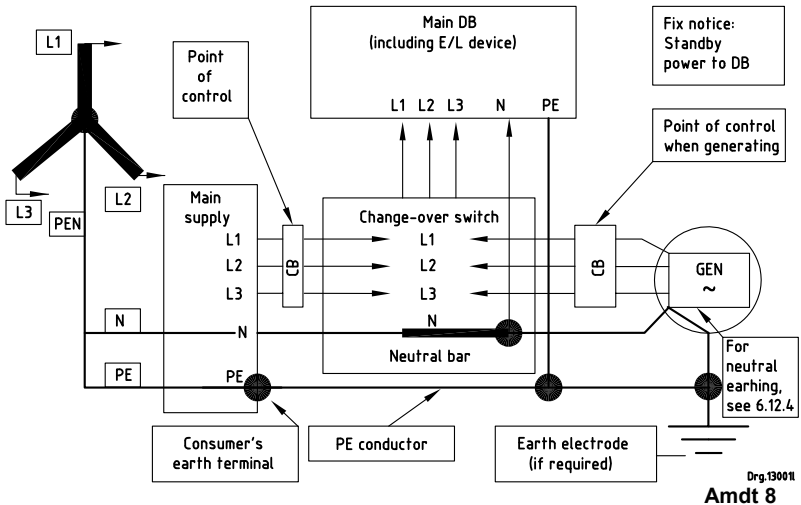 L1
L3
L2
PEN
N
PE
Point
of
control
Main DB
(including E/L device)
L1 L2 L3 N PE
Fix notice:
Standby
power to DB
Point of control
when generating
Main
supply
L1
L2
L3
N
PE
CB
Change-over switch
L1
L2
L3
N
Neutral bar
CB
GEN
~
For
neutral
earhing,
see 6.12.4
Consumer's
earth terminal
PE conductor
Earth electrode
(if required)
Drg.13001l
Amdt 8